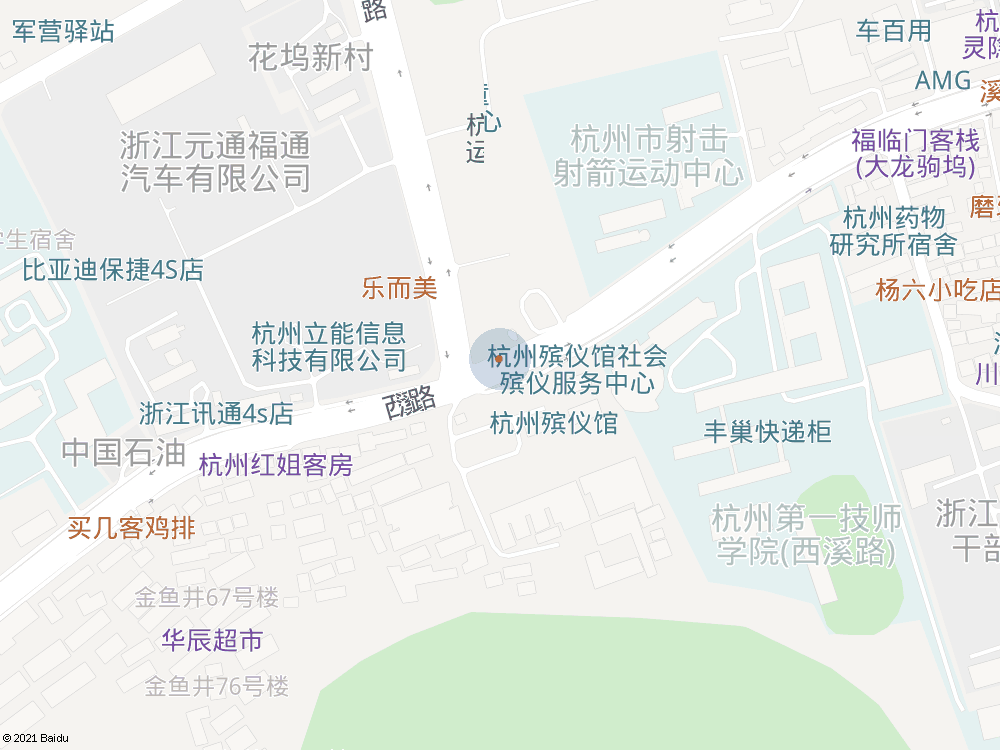 军营驿站
路
车百用
杭
灵隐
花坞新村
AMG
溪
童
心
杭
运
杭州市射击
射箭运动中心
福临门客栈
(大龙驹坞)
浙江元通福通
汽车有限公司
磨
杭州药物
研究所宿舍
学生宿舍
比亚迪保捷4S店
乐而美
杨六小吃店
杭州立能信息
科技有限公司
杭州殡仪馆社会
殡仪服务中心
川
西溪路
浙江讯通4s店
杭州殡仪馆
丰巢快递柜
中国石油
杭州红姐客房
买几客鸡排
杭州第一技师
学院(西溪路)
浙江
干部
金鱼井67号楼
华辰超市
金鱼井76号楼
© 2021 Baidu